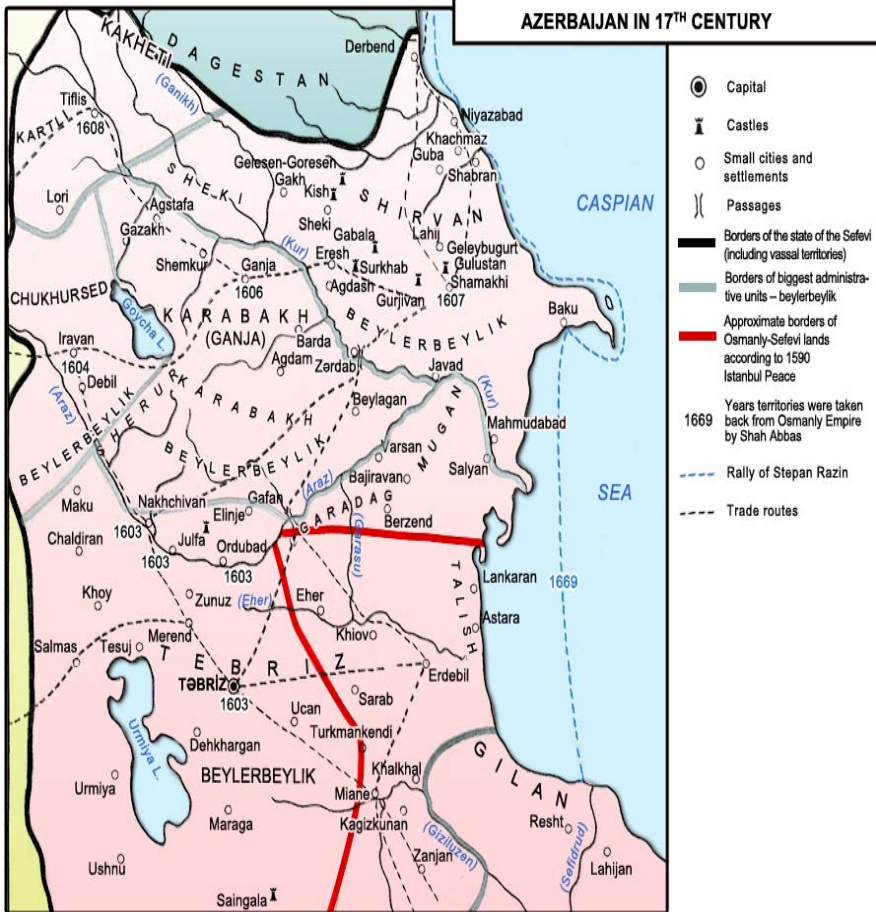 AZERBAIJAN IN 17TH CENTURY
Capital
Castles
Small cities and
settlements
Passages
Borders of the state of the Sefevi
(including vassal territories)
Borders of biggest administra-
tive units – beylerbeylik
Approximate borders of
Osmanly-Sefevi lands
according to 1590
Istanbul Peace
1669
Years territories were taken
back from Osmanly Empire
by Shah Abbas
Rally of Stepan Razin
Trade routes
KAKHETI
DAGESTAN
Derbend
(Ganikh)
Tiflis
1608
KARTLI
Niyazabad
Khachmaz
Guba
Shabran
Gelesen-Goresen
Gakh
Kish
SHEKI
Sheki
SHIRVAN
CASPIAN
Lori
Agstafa
Gazakh
(Kur)
Lahij
Gabala
Geleybugurt
Shemkur
Ganja
1606
Eresh
Surkhab
Gulustan
Agdash
Gurjivan
Shamakhi
1607
CHUKHURSED
Goycha L.
KARABAKH
(GANJA)
Barda
BEYLERBEYLIK
Baku
Iravan
1604
Debil
Agdam
Zerdab
Javad
(Kur)
(Araz)
SHERUR
KARABAKH
Beylagan
Mahmudabad
BEYLERBEYLIK
BEYLERBEYLIK
Varsan
MUGAN
Salyan
Bajiravan
SEA
Maku
Nakhchivan
Gafan
(Araz)
Elinje
GARADAG
Berzend
1603
Chaldiran
Julfa
Ordubad
1603
1603
(Garasu)
TALISH
Lankaran
1669
Khoy
Zunuz
(Eher)
Eher
Astara
Merend
Khiov
Salmas
Tesuj
TEBRIZ
TƏBRİZ
1603
Erdebil
Sarab
Ucan
Turkmankendi
Urmiya L.
Dehkhargan
BEYLERBEYLIK
Khalkhal
GILAN
Urmiya
Miane
Maraga
Kagizkunan
(Giziluzen)
Resht
(Sefidrud)
Ushnu
Zanjan
Lahijan
Saingala